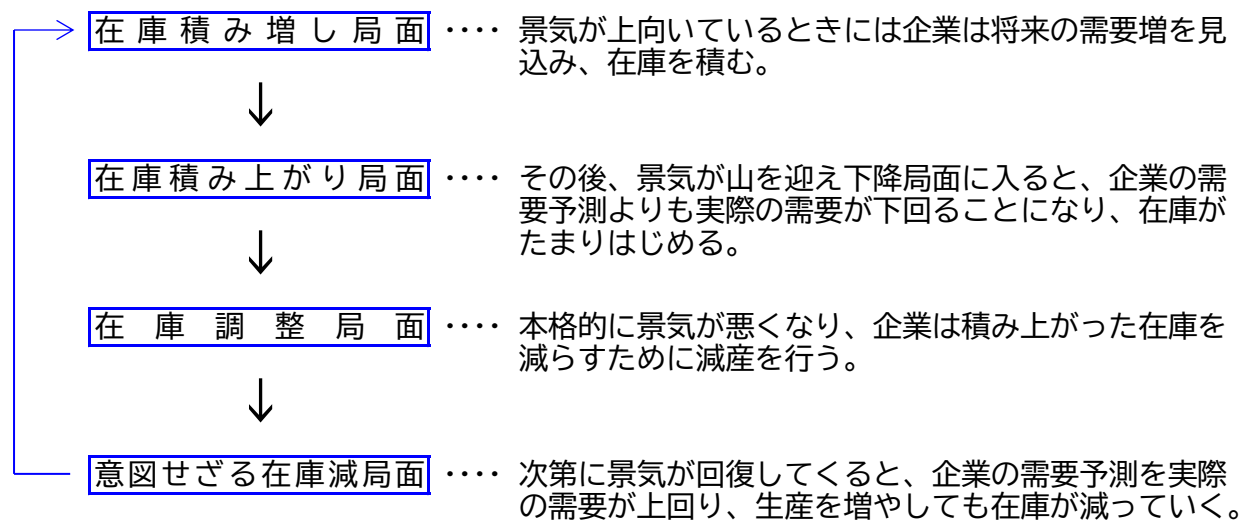 在庫積み増し局面 ‥‥ 景気が上向いているときには企業は将来の需要増を見
込み、在庫を積む。
↓
在庫積み上がり局面 ‥‥ その後、景気が山を迎え下降局面に入ると、企業の需
要予測よりも実際の需要が下回ることになり、在庫が
たまりはじめる。
↓
在庫調整局面 ‥‥ 本格的に景気が悪くなり、企業は積み上がった在庫を
減らすために減産を行う。
↓
意図せざる在庫減局面 ‥‥ 次第に景気が回復してくると、企業の需要予測を実際
の需要が上回り、生産を増やしても在庫が減っていく。